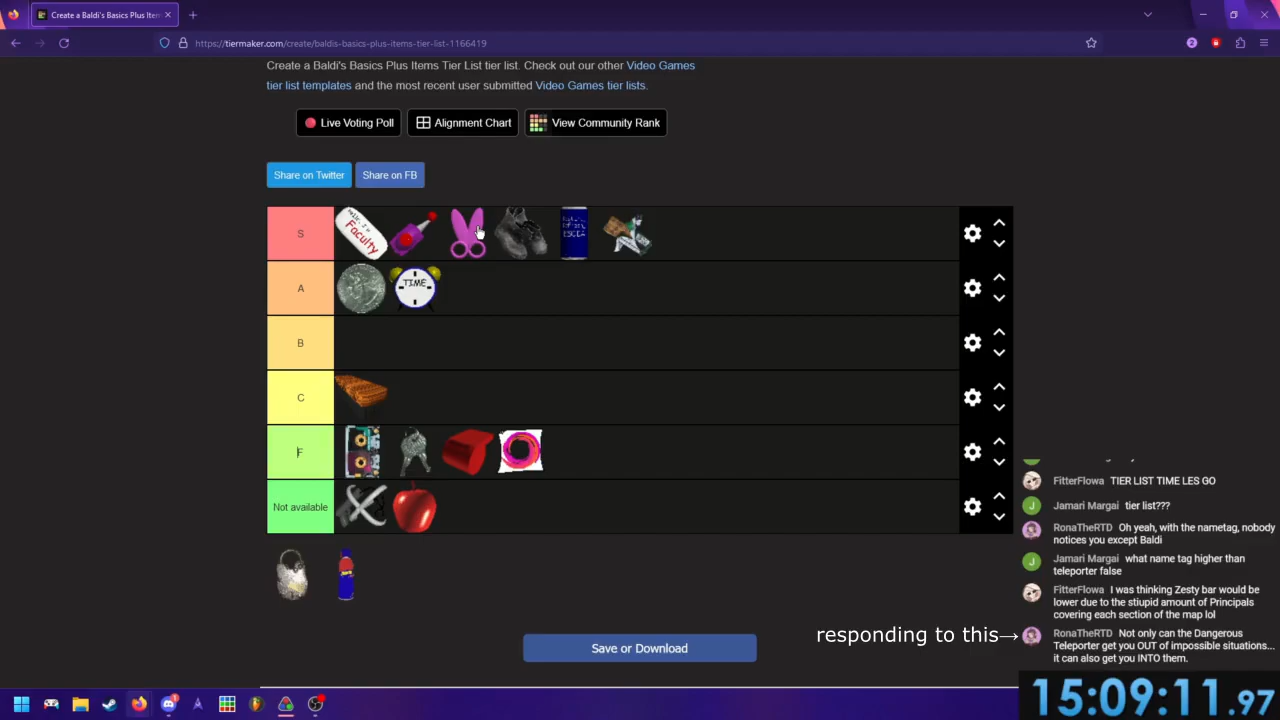 Create a Baldi's Basics Plus Item
https://tiermaker.com/create/baldis-basics-plus-items-tier-list-1166419
Create a Baldi's Basics Plus Items Tier List tier list. Check out our other Video Games
tier list templates and the most recent user submitted Video Games tier lists.
Live Voting Poll
Alignment Chart
View Community Rank
Share on Twitter
Share on FB
S
Hello, I'm
Faculty
A
TIME
B
C
F
Not available
Save or Download
FitterFlowa TIER LIST TIME LES GO
J
Jamari Margai tier list???
RonaTheRTD Oh yeah, with the nametag, nobody
notices you except Baldi
J
Jamari Margai what name tag higher than
teleporter false
FitterFlowa I was thinking Zesty bar would be
lower due to the stiupid amount of Principals
covering each section of the map lol
responding to this→
RonaTheRTD Not only can the Dangerous
Teleporter get you OUT of impossible situations...
it can also get you INTO them.
15:09:11.97